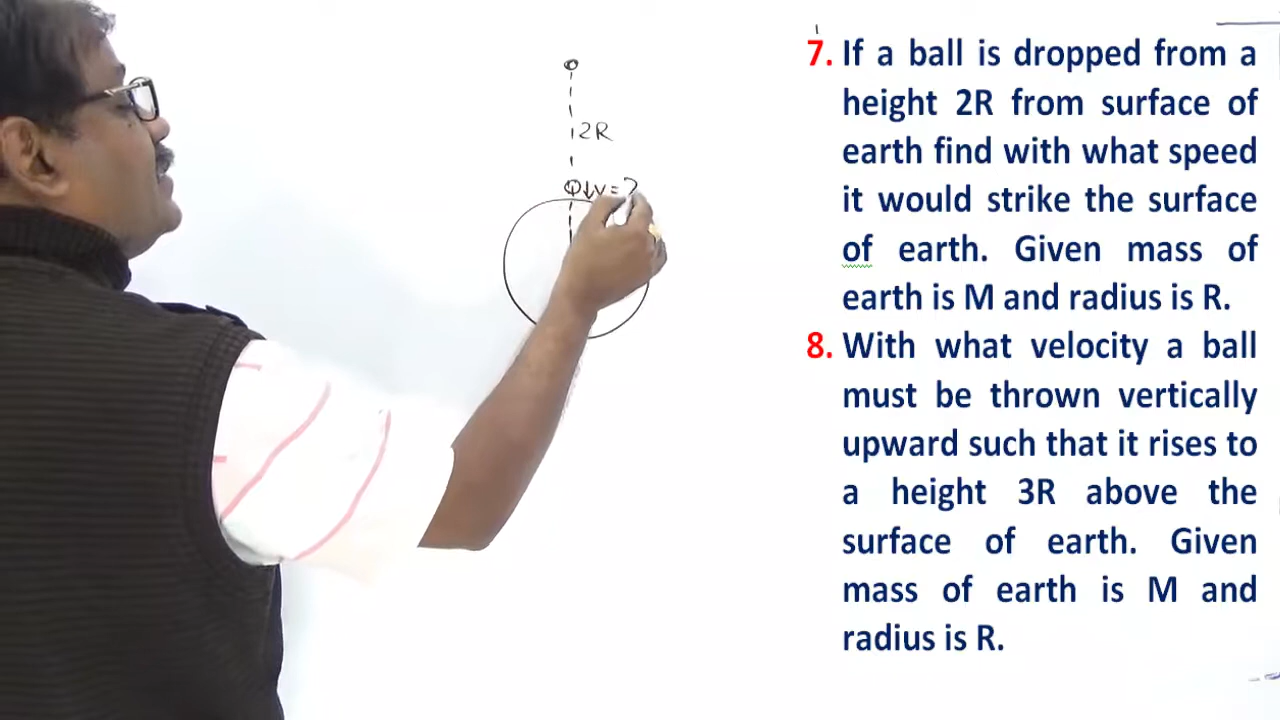 2R
v = ?
7. If a ball is dropped from a
height 2R from surface of
earth find with what speed
it would strike the surface
of earth. Given mass of
earth is M and radius is R.
8. With what velocity a ball
must be thrown vertically
upward such that it rises to
a height 3R above the
surface of earth. Given
mass of earth is M and
radius is R.